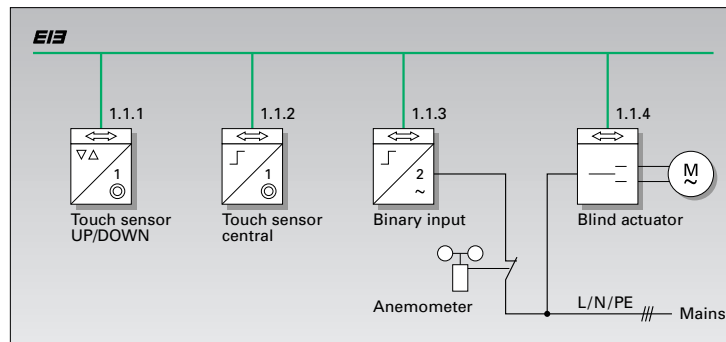 EIB
1.1.1
1.1.2
1.1.3
1.1.4
1
1
2
~
M
~
Touch sensor
UP/DOWN
Touch sensor
central
Binary input
Blind actuator
Anemometer
L/N/PE
Mains